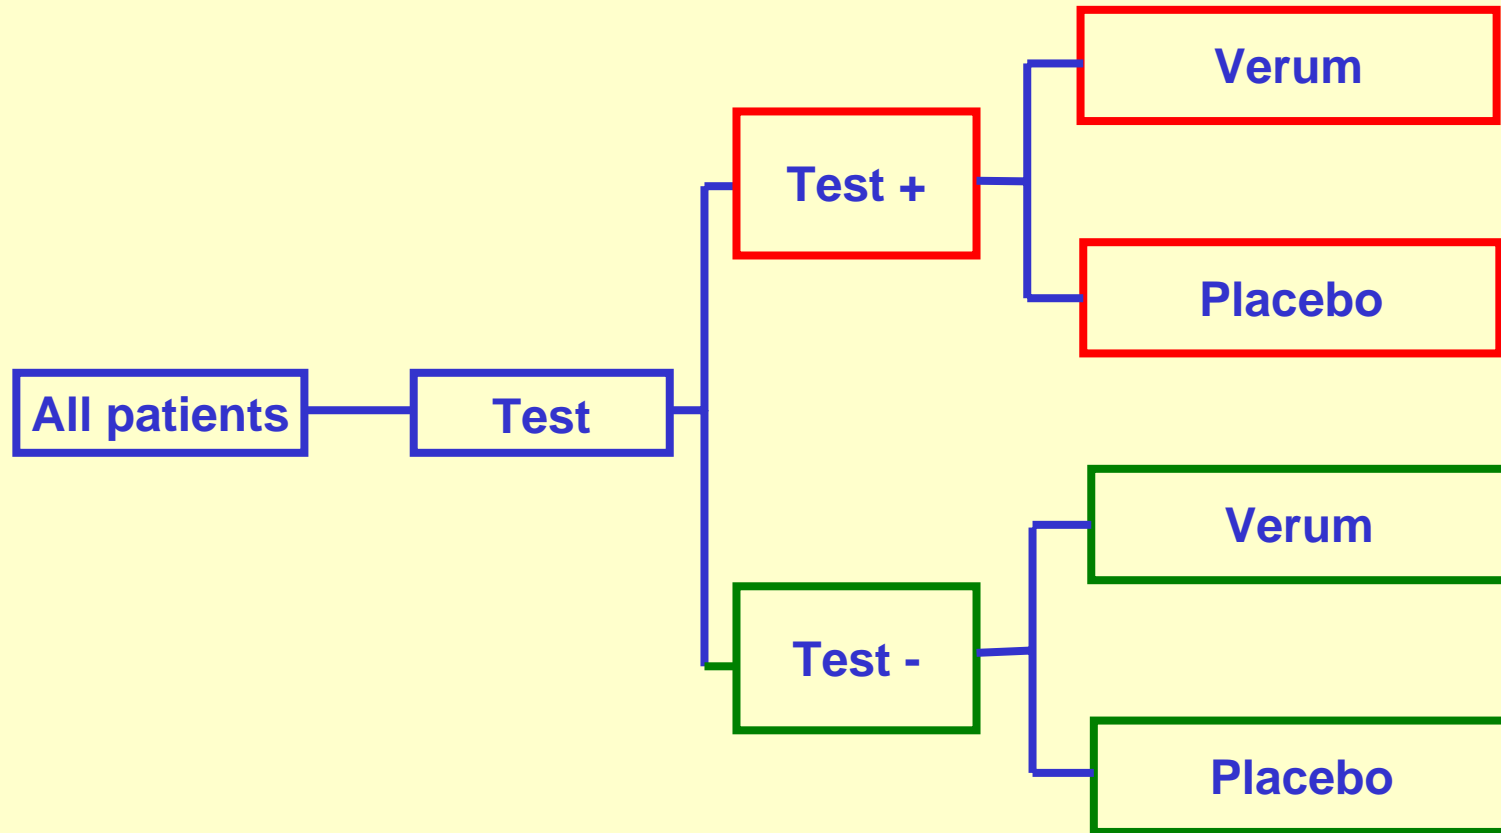 Verum
Test +
Placebo
All patients
Test
Verum
Test -
Placebo